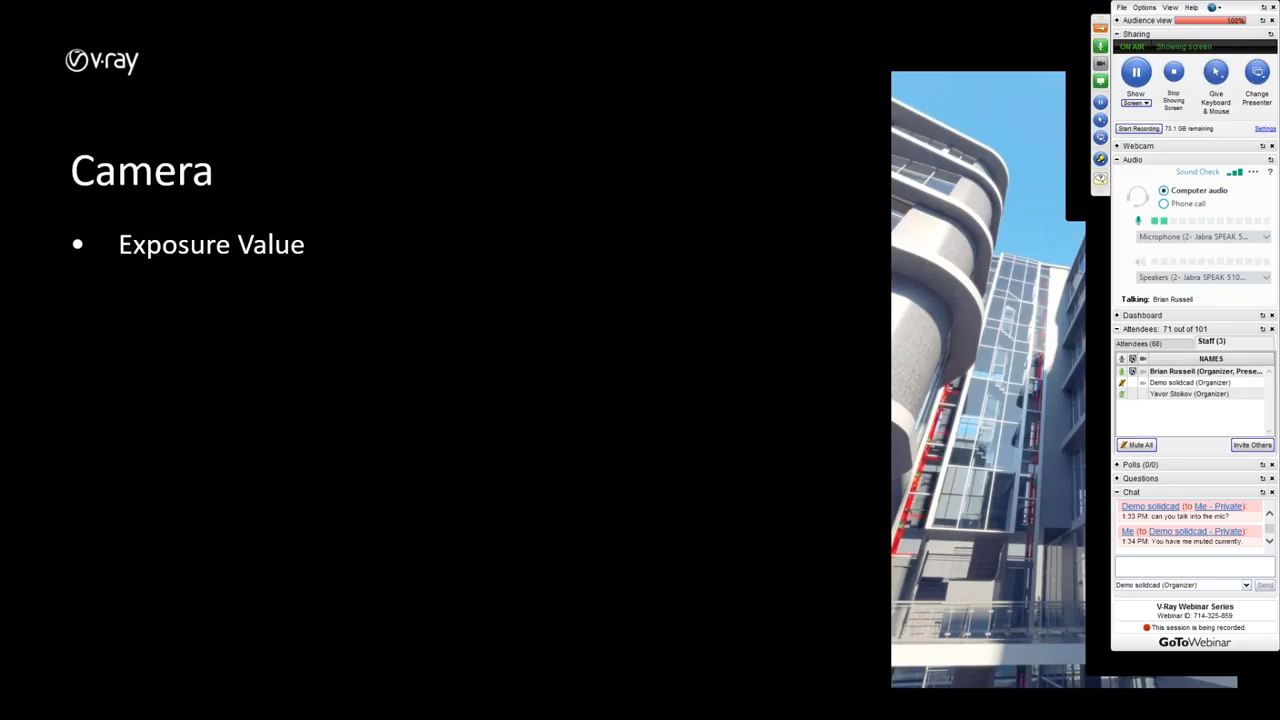 v·ray
Camera
• Exposure Value
File Options View Help
Audience view 100%
Sharing
ON AIR Showing screen
Show
Screen
Stop
Showing
Screen
Give
Keyboard
& Mouse
Change
Presenter
Start Recording 73.1 GB remaining Settings
Webcam
Audio
Sound Check ... ?
Computer audio
Phone call
Microphone (2- Jabra SPEAK 5...
Speakers (2- Jabra SPEAK 510...
Talking: Brian Russell
Dashboard
Attendees: 71 out of 101
Attendees (68) Staff (3)
NAMES
Brian Russell (Organizer, Prese...
Demo solidcad (Organizer)
Yavor Stoikov (Organizer)
Mute All Invite Others
Polls (0/0)
Questions
Chat
Demo solidcad (to Me - Private):
1:33 PM: can you talk into the mic?
Me (to Demo solidcad - Private):
1:34 PM: You have me muted currently.
Demo solidcad (Organizer) Send
V-Ray Webinar Series
Webinar ID: 714-325-859
This session is being recorded.
GoToWebinar